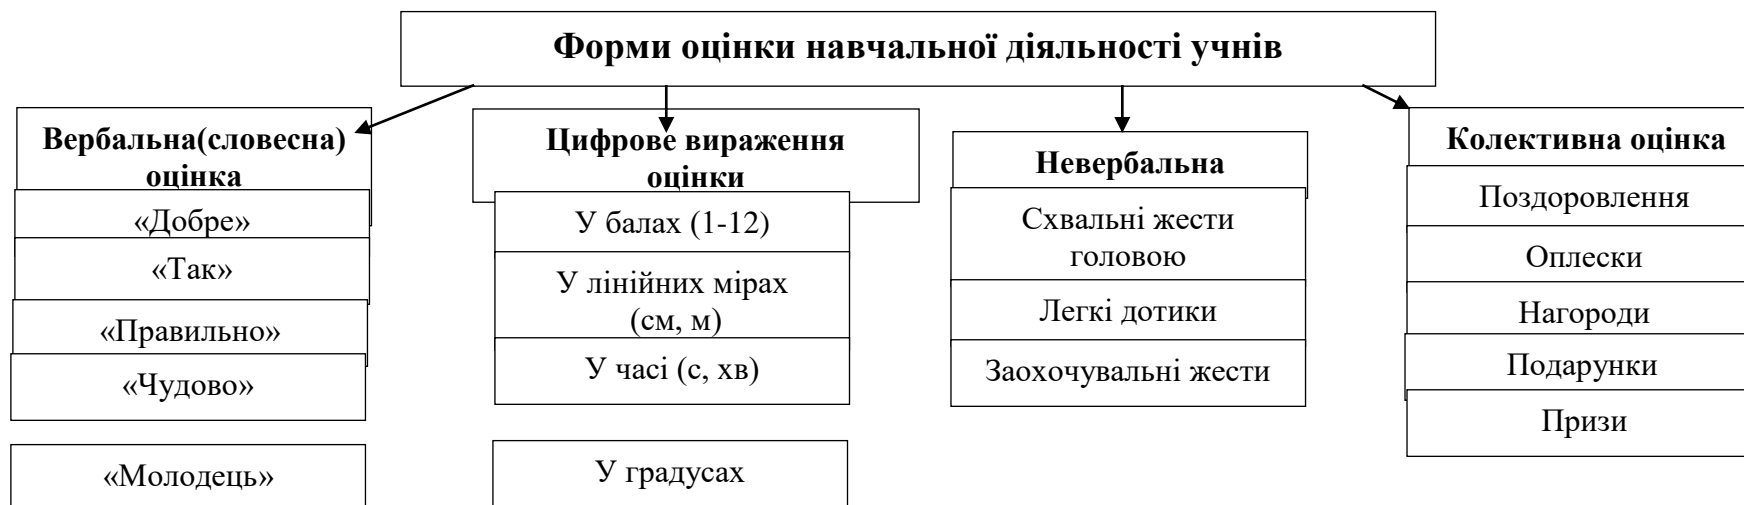 Форми оцінки навчальної діяльності учнів
Вербальна(словесна)
оцінка
«Добре»
«Так»
«Правильно»
«Чудово»
«Молодець»
Цифрове вираження
оцінки
У балах (1-12)
У лінійних мірах
(см, м)
У часі (с, хв)
У градусах
Невербальна
Схвальні жести
головою
Легкі дотики
Заохочувальні жести
Колективна оцінка
Поздоровлення
Оплески
Нагороди
Подарунки
Призи